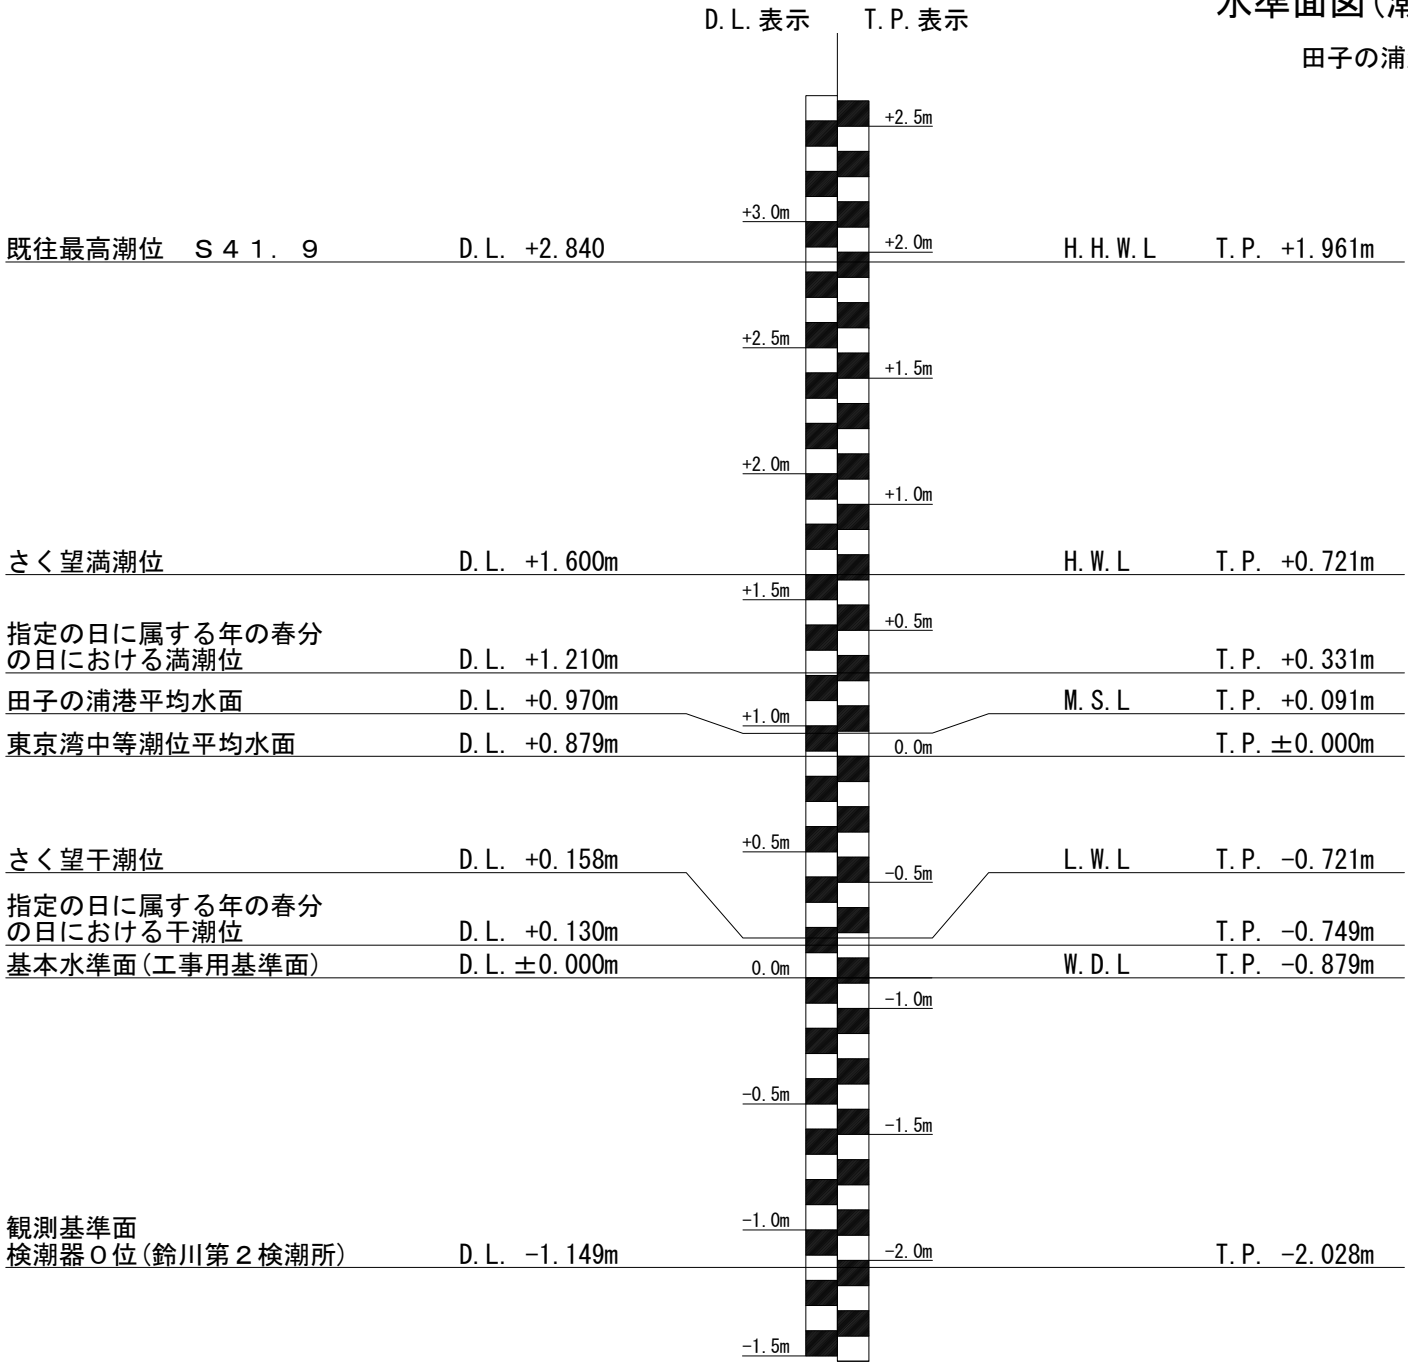 水準面図(潮
D.L.表示 T.P.表示
田子の浦
+2.5m
+3.0m
+2.0m
既往最高潮位 S41.9 D.L. +2.840 H.H.W.L T.P. +1.961m
+2.5m
+1.5m
+2.0m
+1.0m
さく望満潮位 D.L. +1.600m H.W.L T.P. +0.721m
+1.5m
+0.5m
指定の日に属する年の春分
の日における満潮位 D.L. +1.210m T.P. +0.331m
田子の浦港平均水面 D.L. +0.970m M.S.L T.P. +0.091m
+1.0m
東京湾中等潮位平均水面 D.L. +0.879m 0.0m T.P.±0.000m
+0.5m
さく望干潮位 D.L. +0.158m L.W.L T.P. -0.721m
-0.5m
指定の日に属する年の春分
の日における干潮位 D.L. +0.130m T.P. -0.749m
基本水準面(工事用基準面) D.L.±0.000m 0.0m W.D.L T.P. -0.879m
-1.0m
-0.5m
-1.5m
-1.0m
観測基準面
検潮器0位(鈴川第2検潮所) D.L. -1.149m -2.0m T.P. -2.028m
-1.5m